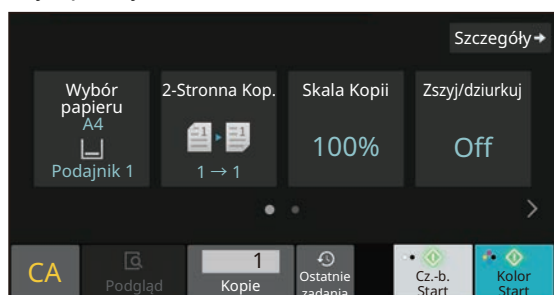 Szczegóły
Wybór
papieru
A4
Podajnik 1
2-Stronna Kop.
1 → 1
Skala Kopii
100%
Zszyj/dziurkuj
Off
CA
Podgląd
1
Kopie
Ostatnie
zadania
Cz.-b.
Start
Kolor
Start